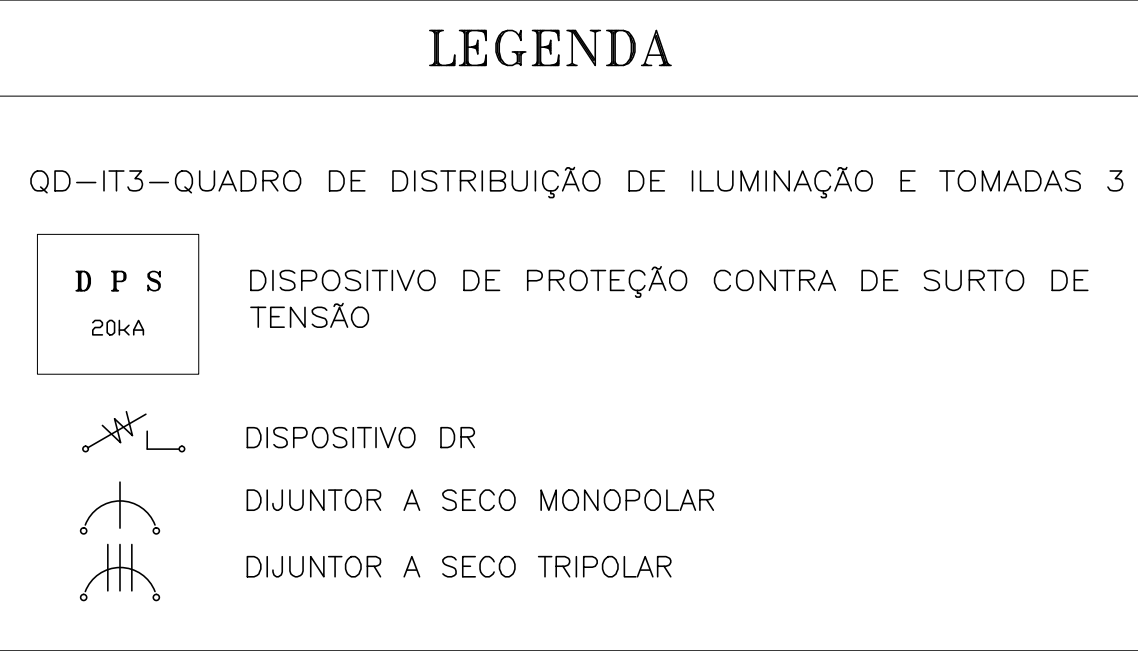 LEGENDA
QD-IT3-QUADRO DE DISTRIBUIÇÃO DE ILUMINAÇÃO E TOMADAS 3
D P S
20kA
DISPOSITIVO DE PROTEÇÃO CONTRA DE SURTO DE
TENSÃO
DISPOSITIVO DR
DIJUNTOR A SECO MONOPOLAR
DIJUNTOR A SECO TRIPOLAR